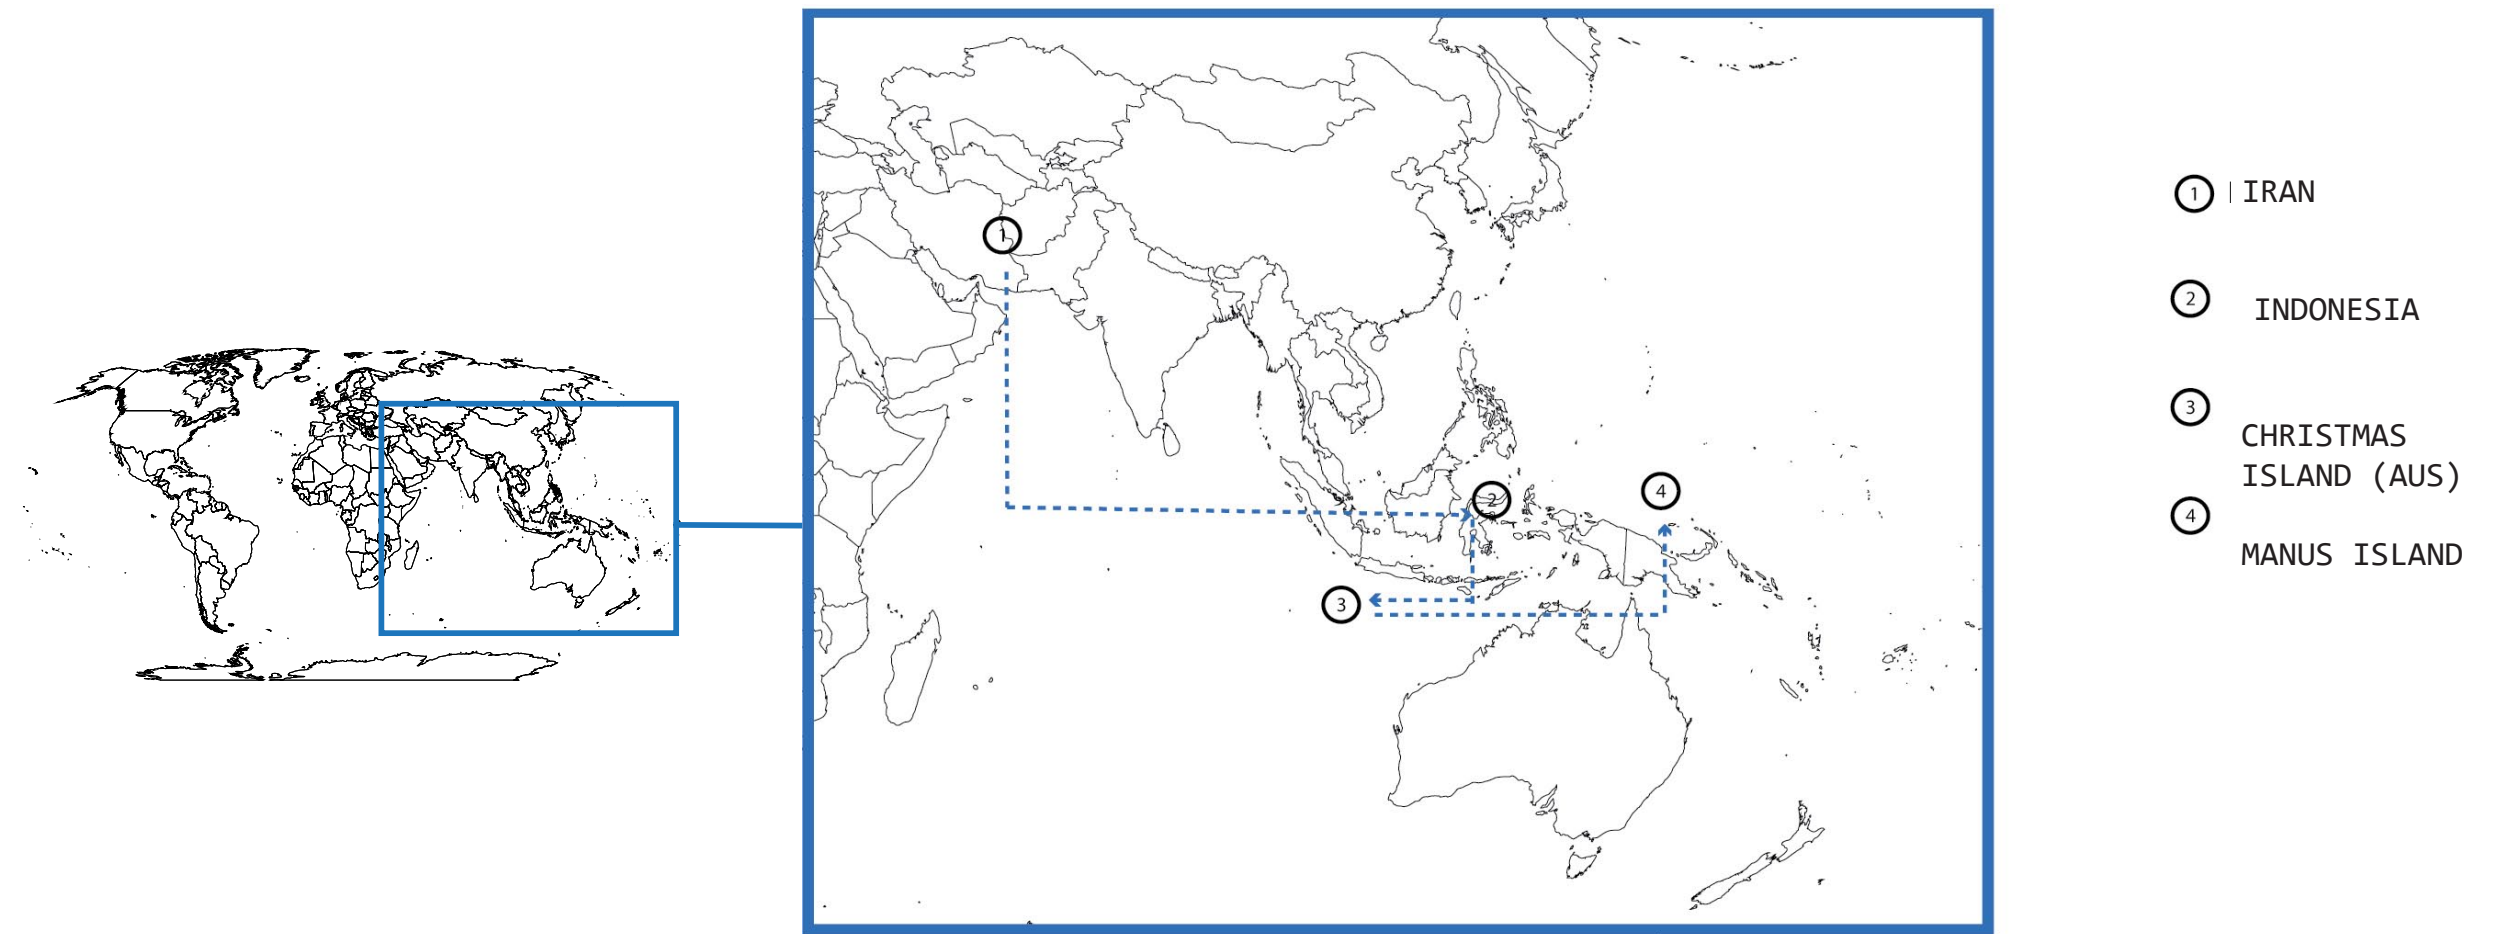 1
2
3
4
1 | IRAN
2 INDONESIA
3 CHRISTMAS
ISLAND (AUS)
4 MANUS ISLAND